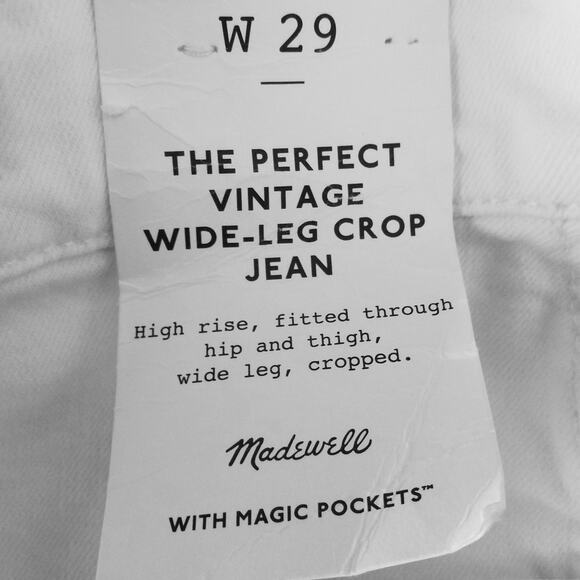 W 29
THE PERFECT
VINTAGE
WIDE-LEG CROP
JEAN
High rise, fitted through
hip and thigh,
wide leg, cropped.
Madewell
WITH MAGIC POCKETS™